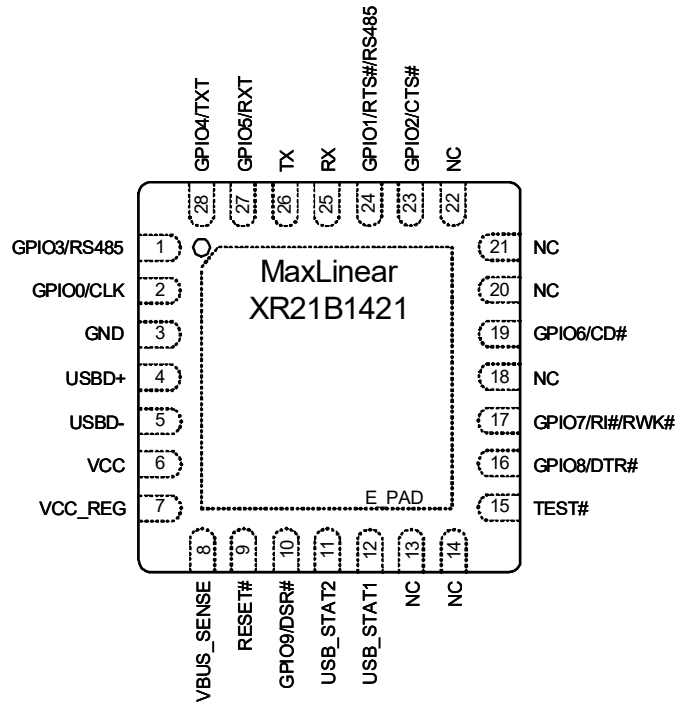 GPIO4/TXT
GPIO5/RXT
TX
RX
GPIO1/RTS#/RS485
GPIO2/CTS#
NC
28
27
26
25
24
23
22
GPIO3/RS485
1
GPIO0/CLK
2
GND
3
USBD+
4
USBD-
5
VCC
6
VCC_REG
7
MaxLinear
XR21B1421
E_PAD
21
NC
20
NC
19
GPIO6/CD#
18
NC
17
GPIO7/RI#/RWK#
16
GPIO8/DTR#
15
TEST#
8
9
10
11
12
13
14
VBUS_SENSE
RESET#
GPIO9/DSR#
USB_STAT2
USB_STAT1
NC
NC